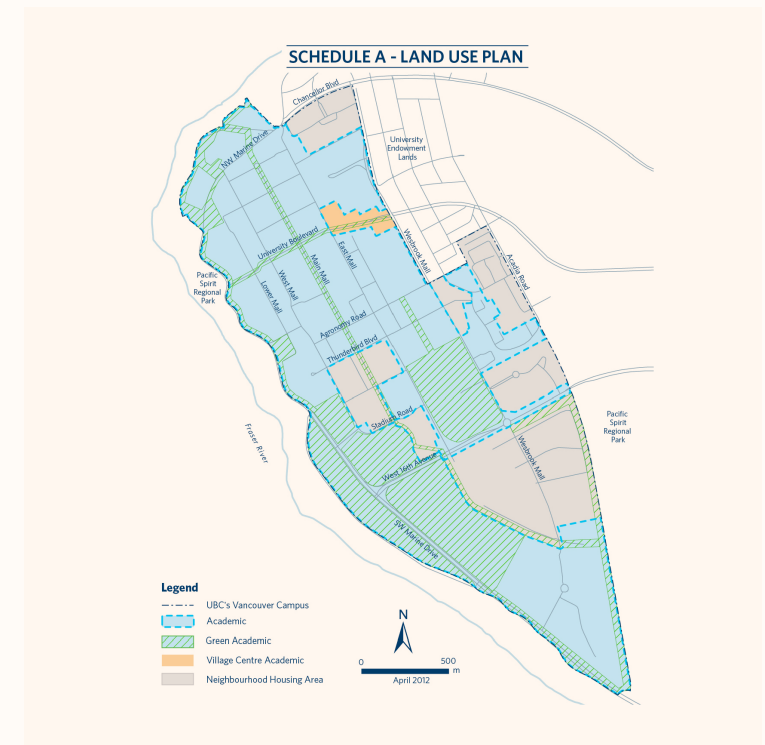 SCHEDULE A - LAND USE PLAN
Chancellor Blvd
NW Marine Drive
University
Endowment
Lands
University Boulevard
Wesbrook Mall
East Mall
Main Mall
West Mall
Lower Mall
Acadia Road
Pacific
Spirit
Regional
Park
Agronomy Road
Thunderbird Blvd
Stadium Road
Pacific
Spirit
Regional
Park
Fraser River
West 16th Avenue
Wesbrook Mall
SW Marine Drive
Legend
UBC's Vancouver Campus
Academic
Green Academic
Village Centre Academic
Neighbourhood Housing Area
N
0 500
m
April 2012